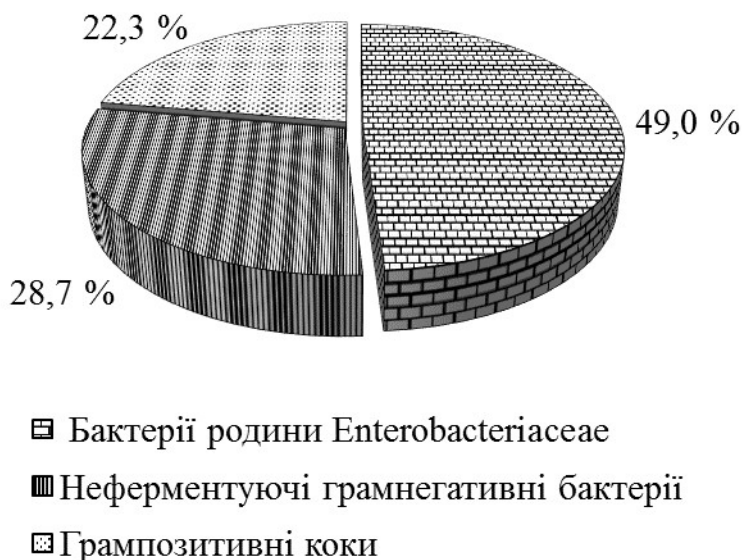 22,3 %
49,0 %
28,7 %
Бактерії родини Enterobacteriaceae
Неферментуючі грамнегативні бактерії
Грампозитивні коки